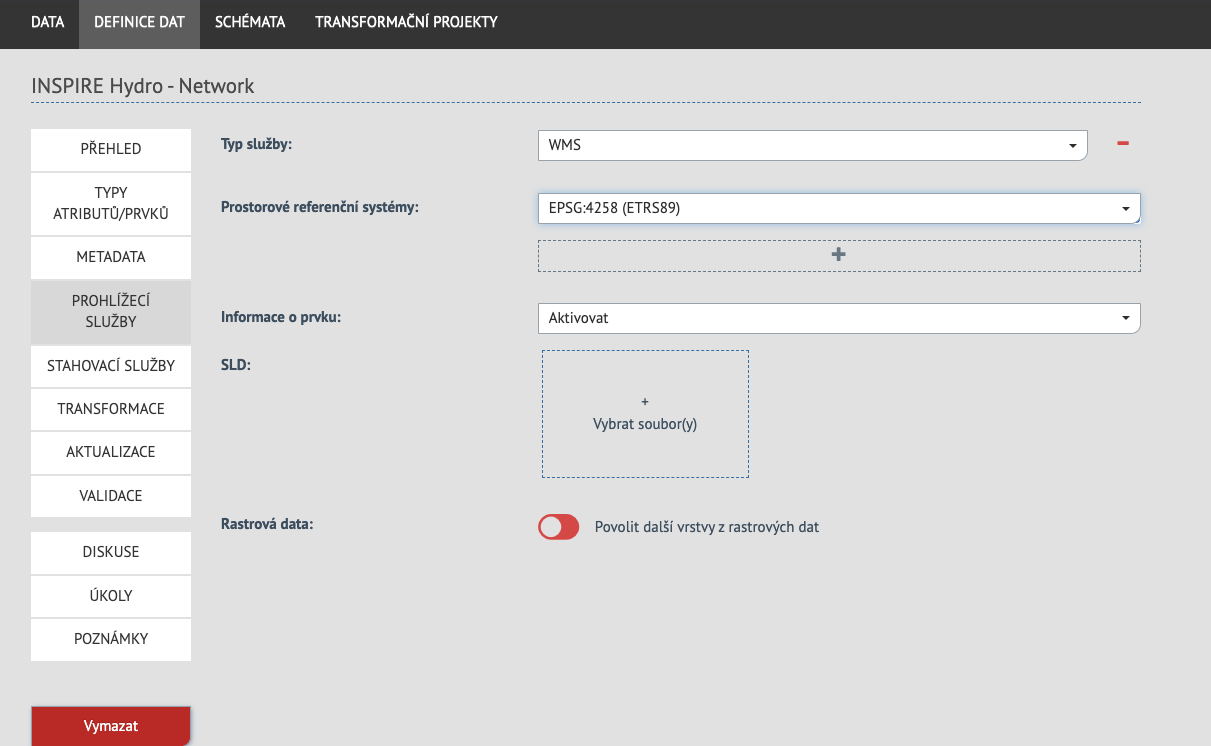 DATA DEFINICE DAT SCHÉMATA TRANSFORMAČNÍ PROJEKTY
INSPIRE Hydro - Network
PŘEHLED
TYPY
ATRIBUTŮ/PRVKŮ
METADATA
PROHLÍŽECÍ
SLUŽBY
STAHOVACÍ SLUŽBY
TRANSFORMACE
AKTUALIZACE
VALIDACE
DISKUSE
ÚKOLY
POZNÁMKY
Vymazat
Typ služby: WMS
Prostorové referenční systémy: EPSG:4258 (ETRS89)
Informace o prvku: Aktivovat
SLD:
+
Vybrat soubor(y)
Rastrová data: Povolit další vrstvy z rastrových dat